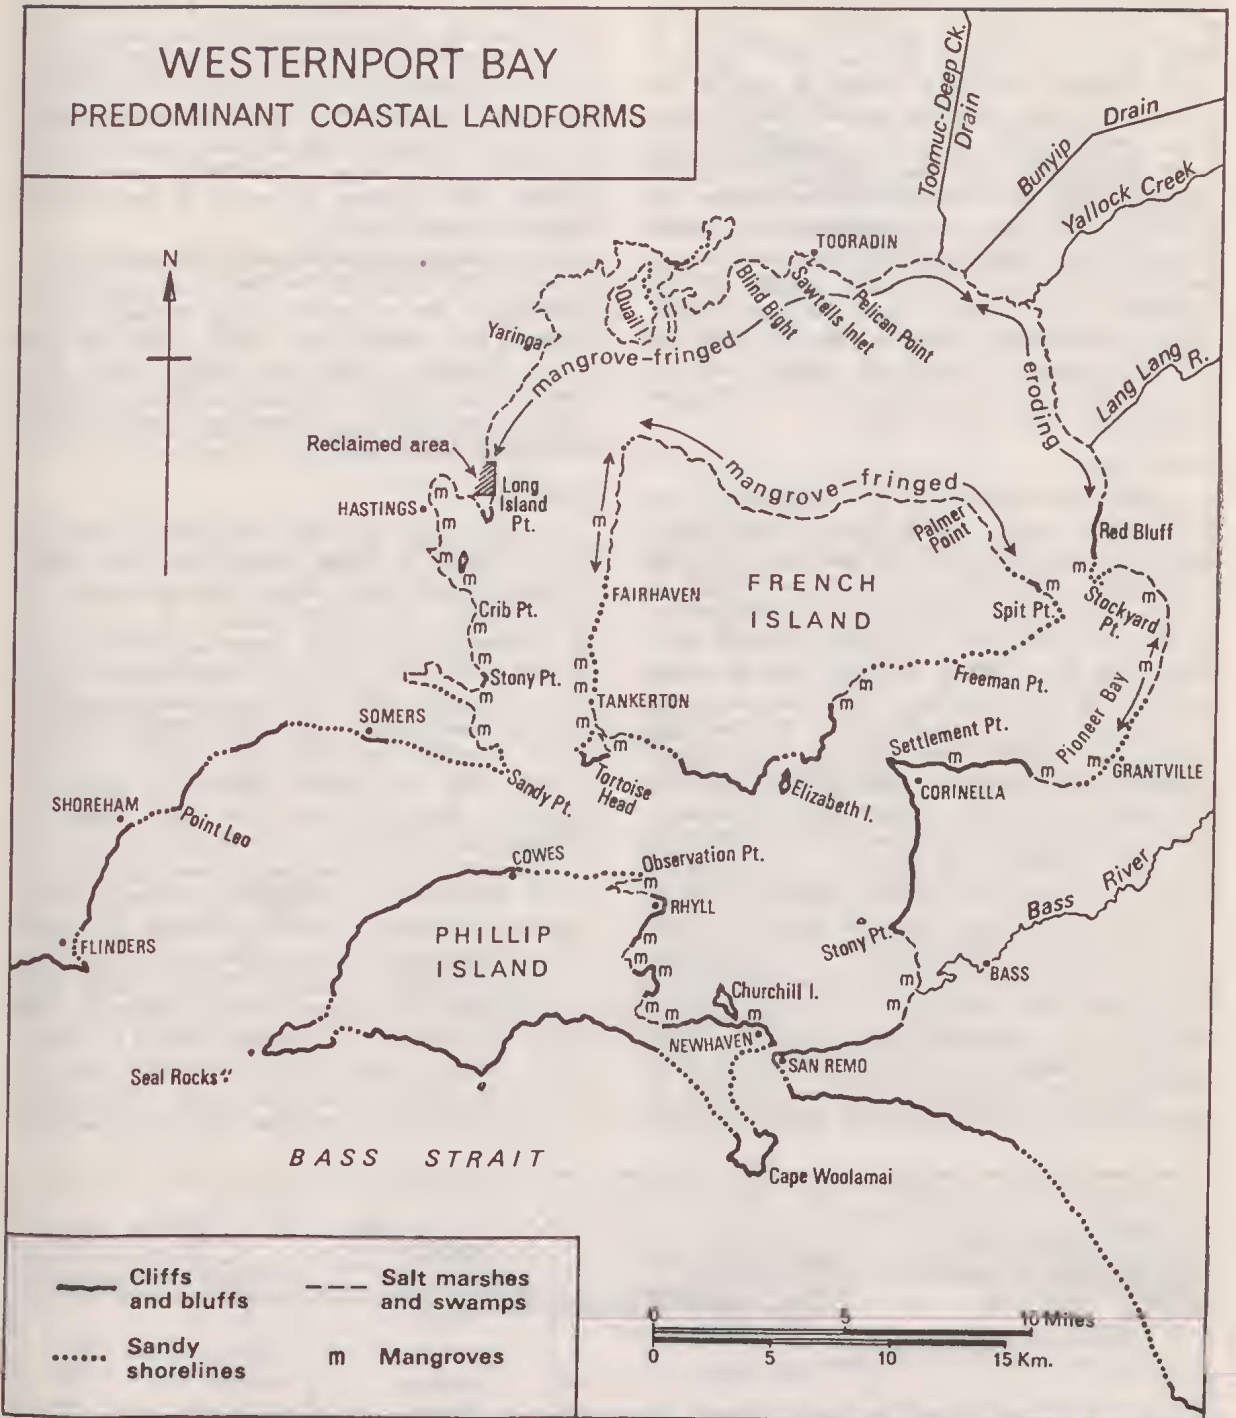 WESTERNPORT BAY
PREDOMINANT COASTAL LANDFORMS
Toomuc-Deep Ck.
Drain
Bunyip
Drain
Yallock Creek
N
TOORADIN
Quail I.
Blind Bight
Sawtells Inlet
Pelican Point
Yaringa
mangrove-fringed
eroding
Lang Lang
R.
Reclaimed area
Long
Island
Pt.
HASTINGS
m
m
m
m
mangrove-fringed
Palmer
Point
Red Bluff
m
m
m
m
Stockyard
Pt.
FAIRHAVEN
FRENCH
ISLAND
Spit Pt.
Crib Pt.
m
m
Stony Pt.
m
m
m
m
m
TANKERTON
m
m
Freeman Pt.
m
m
Pioneer Bay
m
SOMERS
Sandy Pt.
Tortoise
Head
Elizabeth I.
Settlement Pt.
m
m
m
GRANTVILLE
CORINELLA
SHOREHAM
Point Leo
COWES
Observation Pt.
m
RHYLL
Bass River
FLINDERS
PHILLIP
ISLAND
m
m
m
m
m
Stony Pt.
BASS
m
m
Churchill I.
m
NEWHAVEN
SAN REMO
Seal Rocks
BASS STRAIT
Cape Woolamai
Cliffs
and bluffs
Salt marshes
and swamps
Sandy
shorelines
m Mangroves
0 5 10 Miles
0 5 10 15 Km.